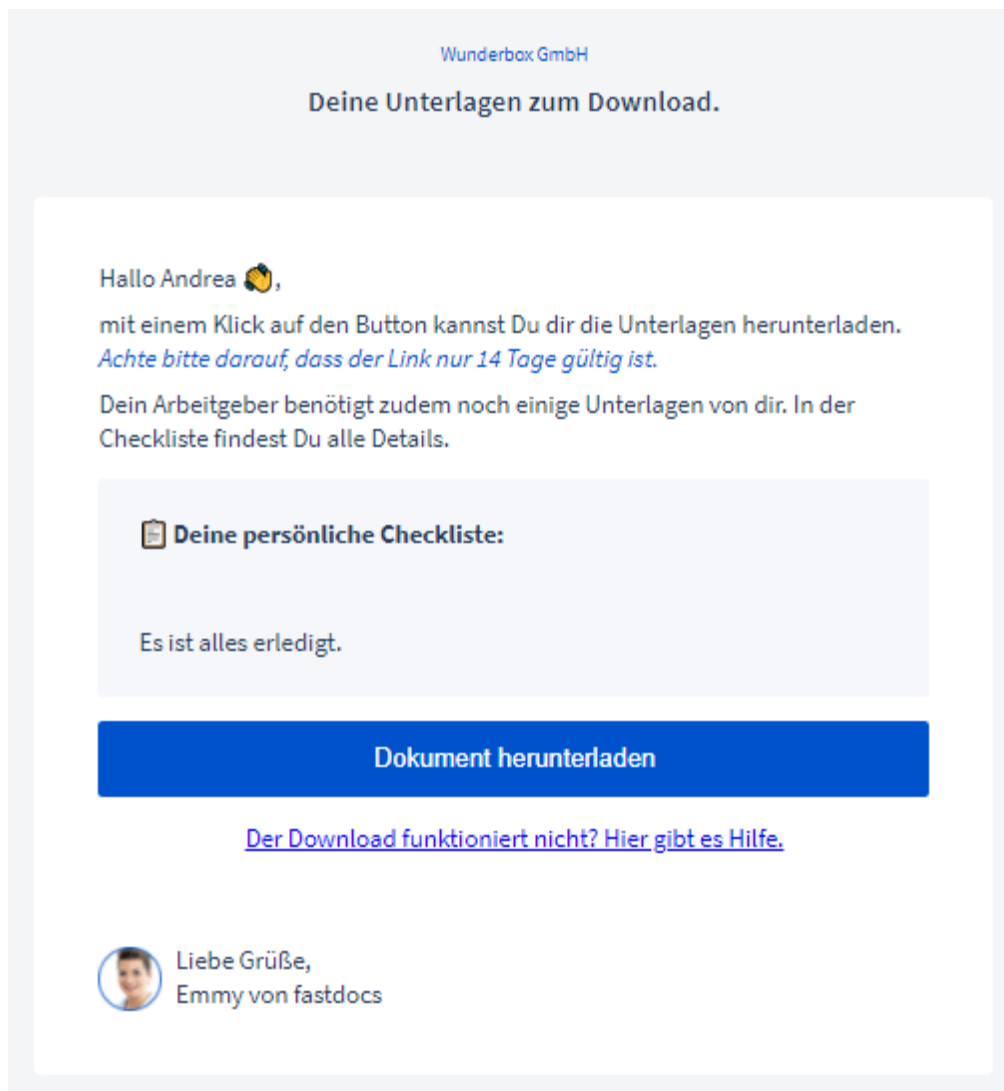 Wunderbox GmbH
Deine Unterlagen zum Download.
Hallo Andrea 👏,
mit einem Klick auf den Button kannst Du dir die Unterlagen herunterladen.
Achte bitte darauf, dass der Link nur 14 Tage gültig ist.
Dein Arbeitgeber benötigt zudem noch einige Unterlagen von dir. In der
Checkliste findest Du alle Details.
📋 Deine persönliche Checkliste:
Es ist alles erledigt.
Dokument herunterladen
Der Download funktioniert nicht? Hier gibt es Hilfe.
Liebe Grüße,
Emmy von fastdocs